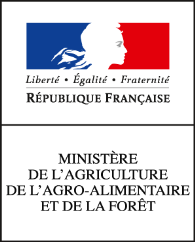 Liberté • Égalité • Fraternité
RÉPUBLIQUE FRANÇAISE
MINISTÈRE
DE L'AGRICULTURE
DE L'AGRO-ALIMENTAIRE
ET DE LA FORÊT